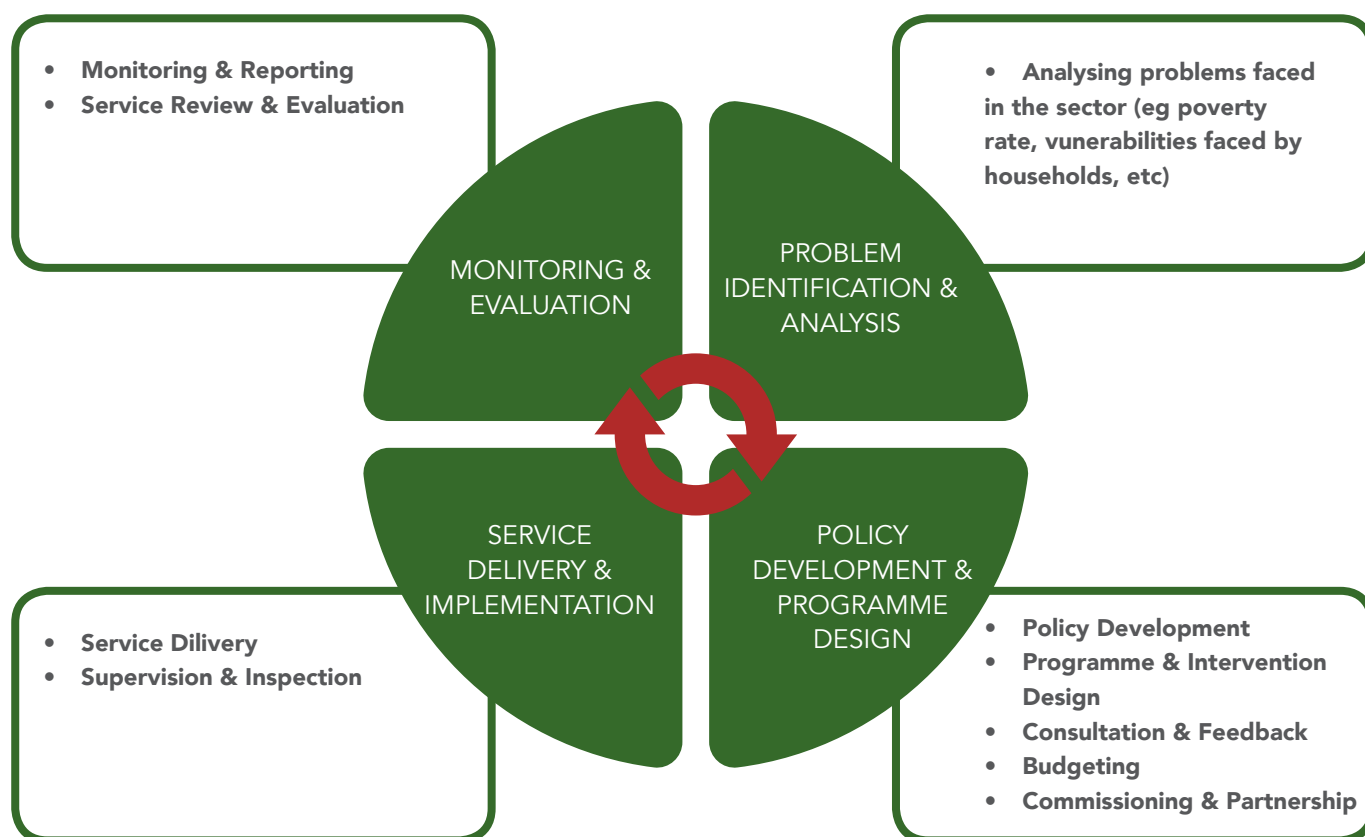 • Monitoring & Reporting
• Service Review & Evaluation
• Analysing problems faced
in the sector (eg poverty
rate, vunerabilities faced by
households, etc)
MONITORING &
EVALUATION
PROBLEM
IDENTIFICATION &
ANALYSIS
SERVICE
DELIVERY &
IMPLEMENTATION
POLICY
DEVELOPMENT &
PROGRAMME
DESIGN
• Service Dilivery
• Supervision & Inspection
• Policy Development
• Programme & Intervention
Design
• Consultation & Feedback
• Budgeting
• Commissioning & Partnership